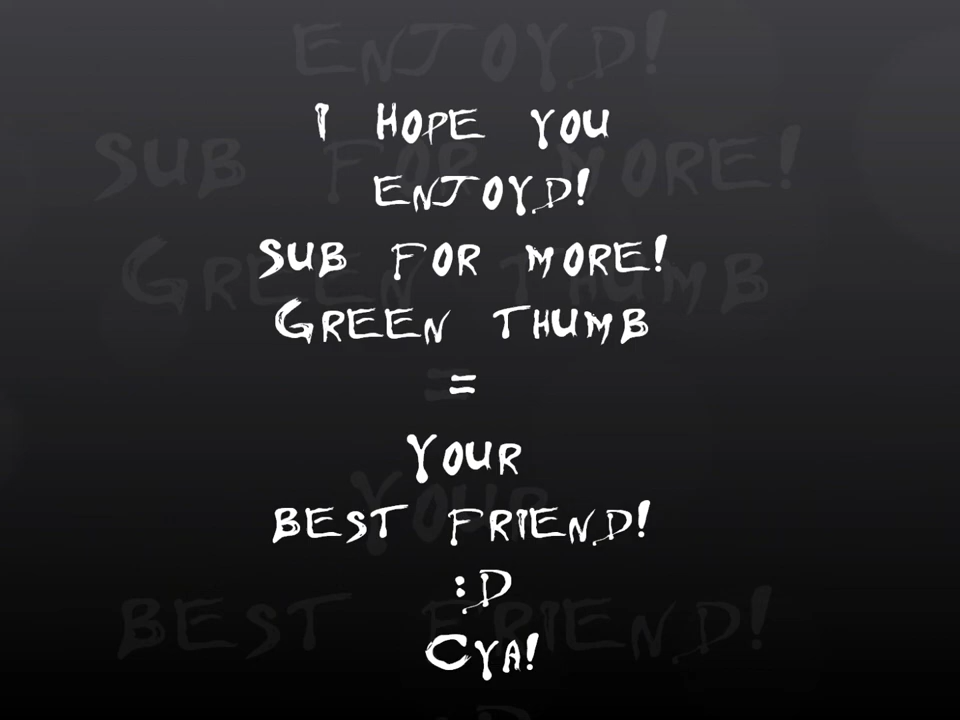 I Hope you
enjoyd!
Sub for more!
Green thumb
=
Your
best friend!
:D
Cya!